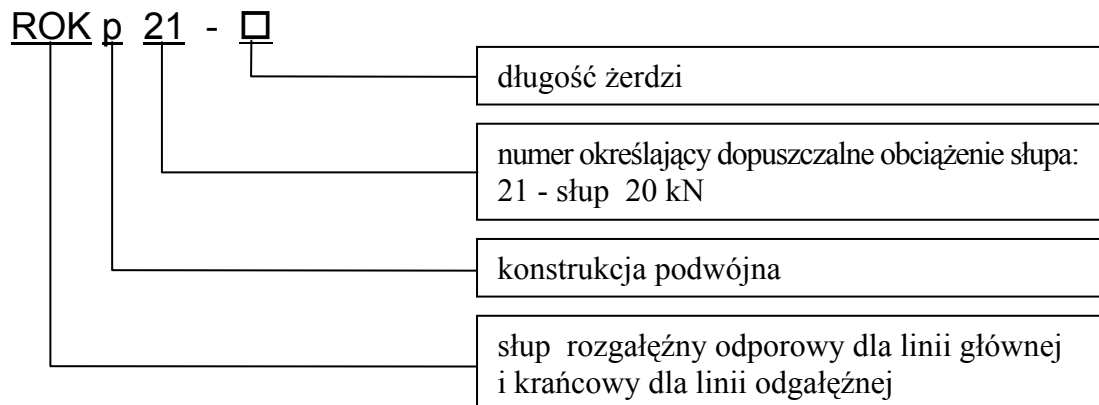 ROK p 21 - □
długość żerdzi
numer określający dopuszczalne obciążenie słupa:
21 - słup 20 kN
konstrukcja podwójna
słup rozgałęźny odporowy dla linii głównej
i krańcowy dla linii odgałęźnej